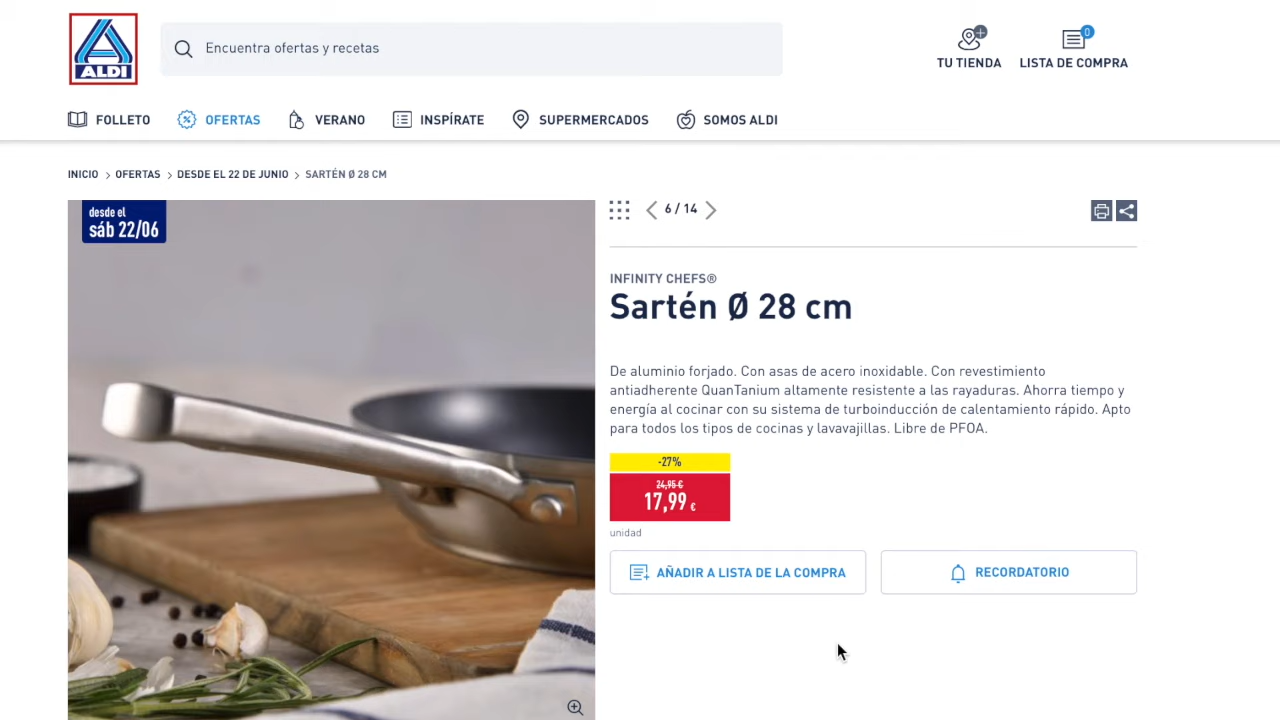 ALDI
Encuentra ofertas y recetas
TU TIENDA
0
LISTA DE COMPRA
FOLLETO
OFERTAS
VERANO
INSPÍRATE
SUPERMERCADOS
SOMOS ALDI
INICIO > OFERTAS > DESDE EL 22 DE JUNIO > SARTÉN Ø 28 CM
desde el
sáb 22/06
6 / 14
INFINITY CHEFS®
Sartén Ø 28 cm
De aluminio forjado. Con asas de acero inoxidable. Con revestimiento
antiadherente QuanTanium altamente resistente a las rayaduras. Ahorra tiempo y
energía al cocinar con su sistema de turboinducción de calentamiento rápido. Apto
para todos los tipos de cocinas y lavavajillas. Libre de PFOA.
-27%
24,95 €
17,99 €
unidad
AÑADIR A LISTA DE LA COMPRA
RECORDATORIO